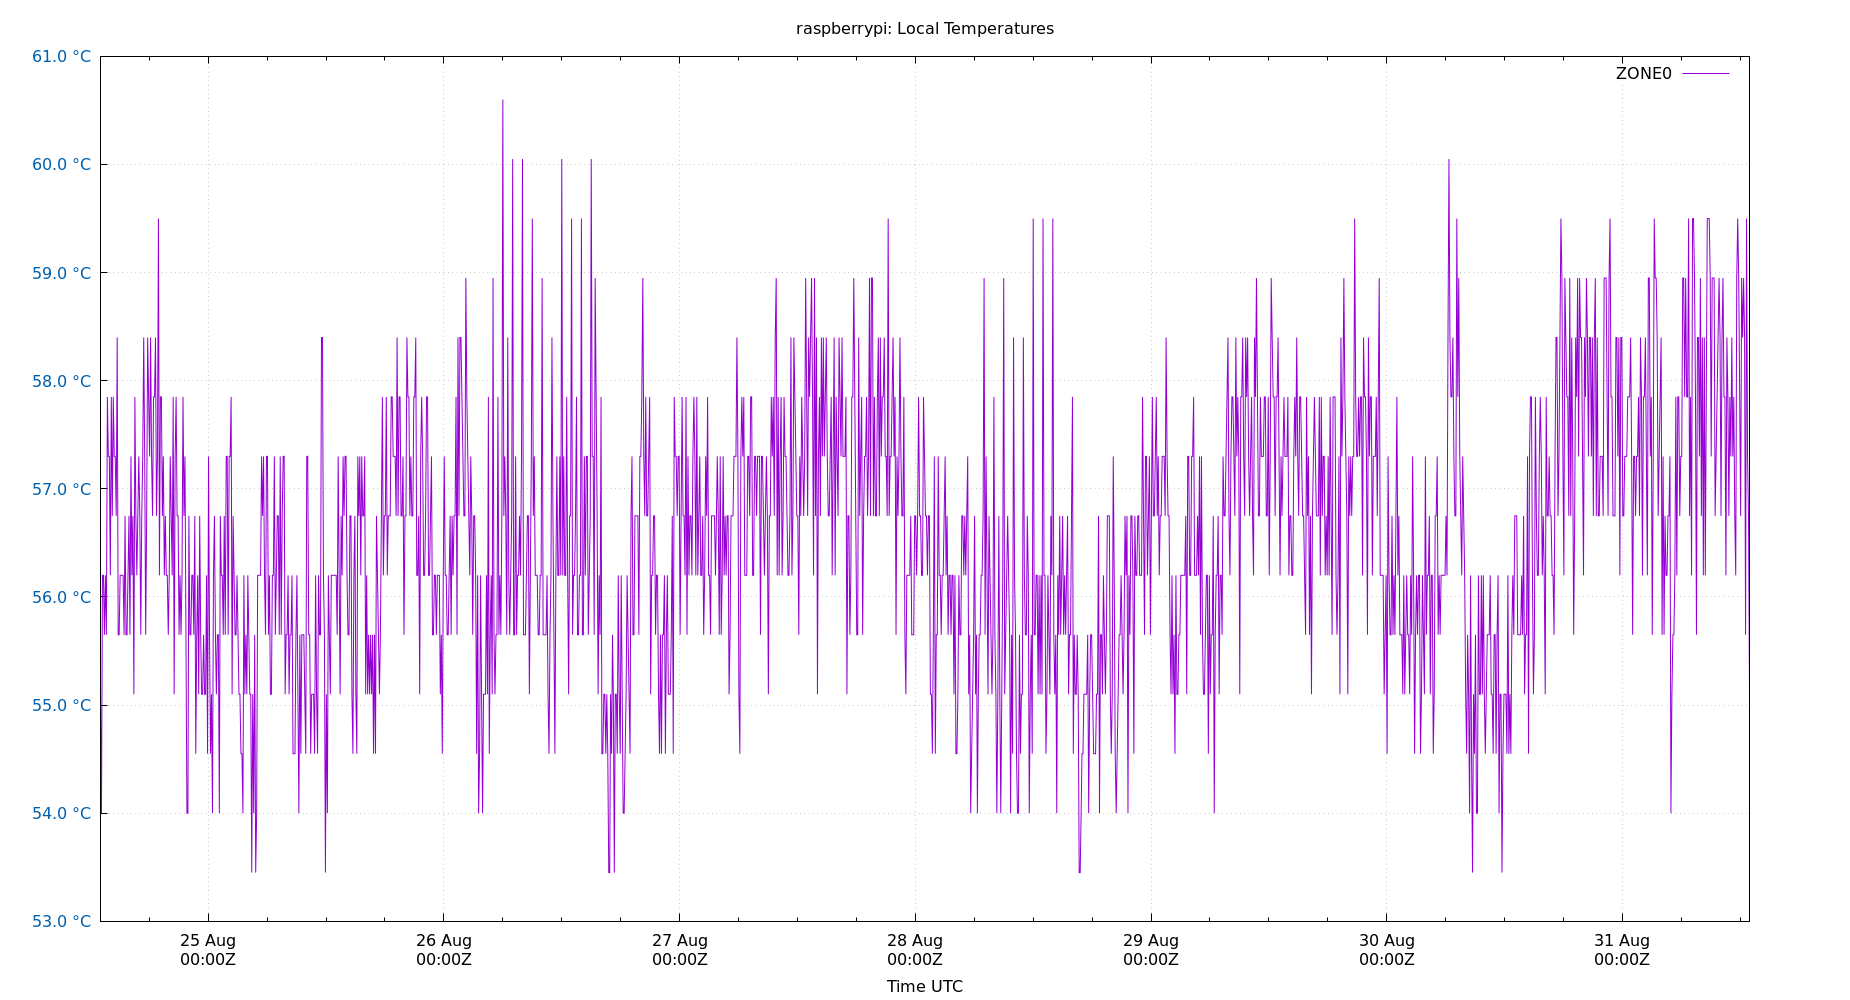 raspberrypi: Local Temperatures
61.0 °C
ZONE0
60.0 °C
59.0 °C
58.0 °C
57.0 °C
56.0 °C
55.0 °C
54.0 °C
53.0 °C
25 Aug 26 Aug 27 Aug 28 Aug 29 Aug 30 Aug 31 Aug
00:00Z 00:00Z 00:00Z 00:00Z 00:00Z 00:00Z 00:00Z
Time UTC